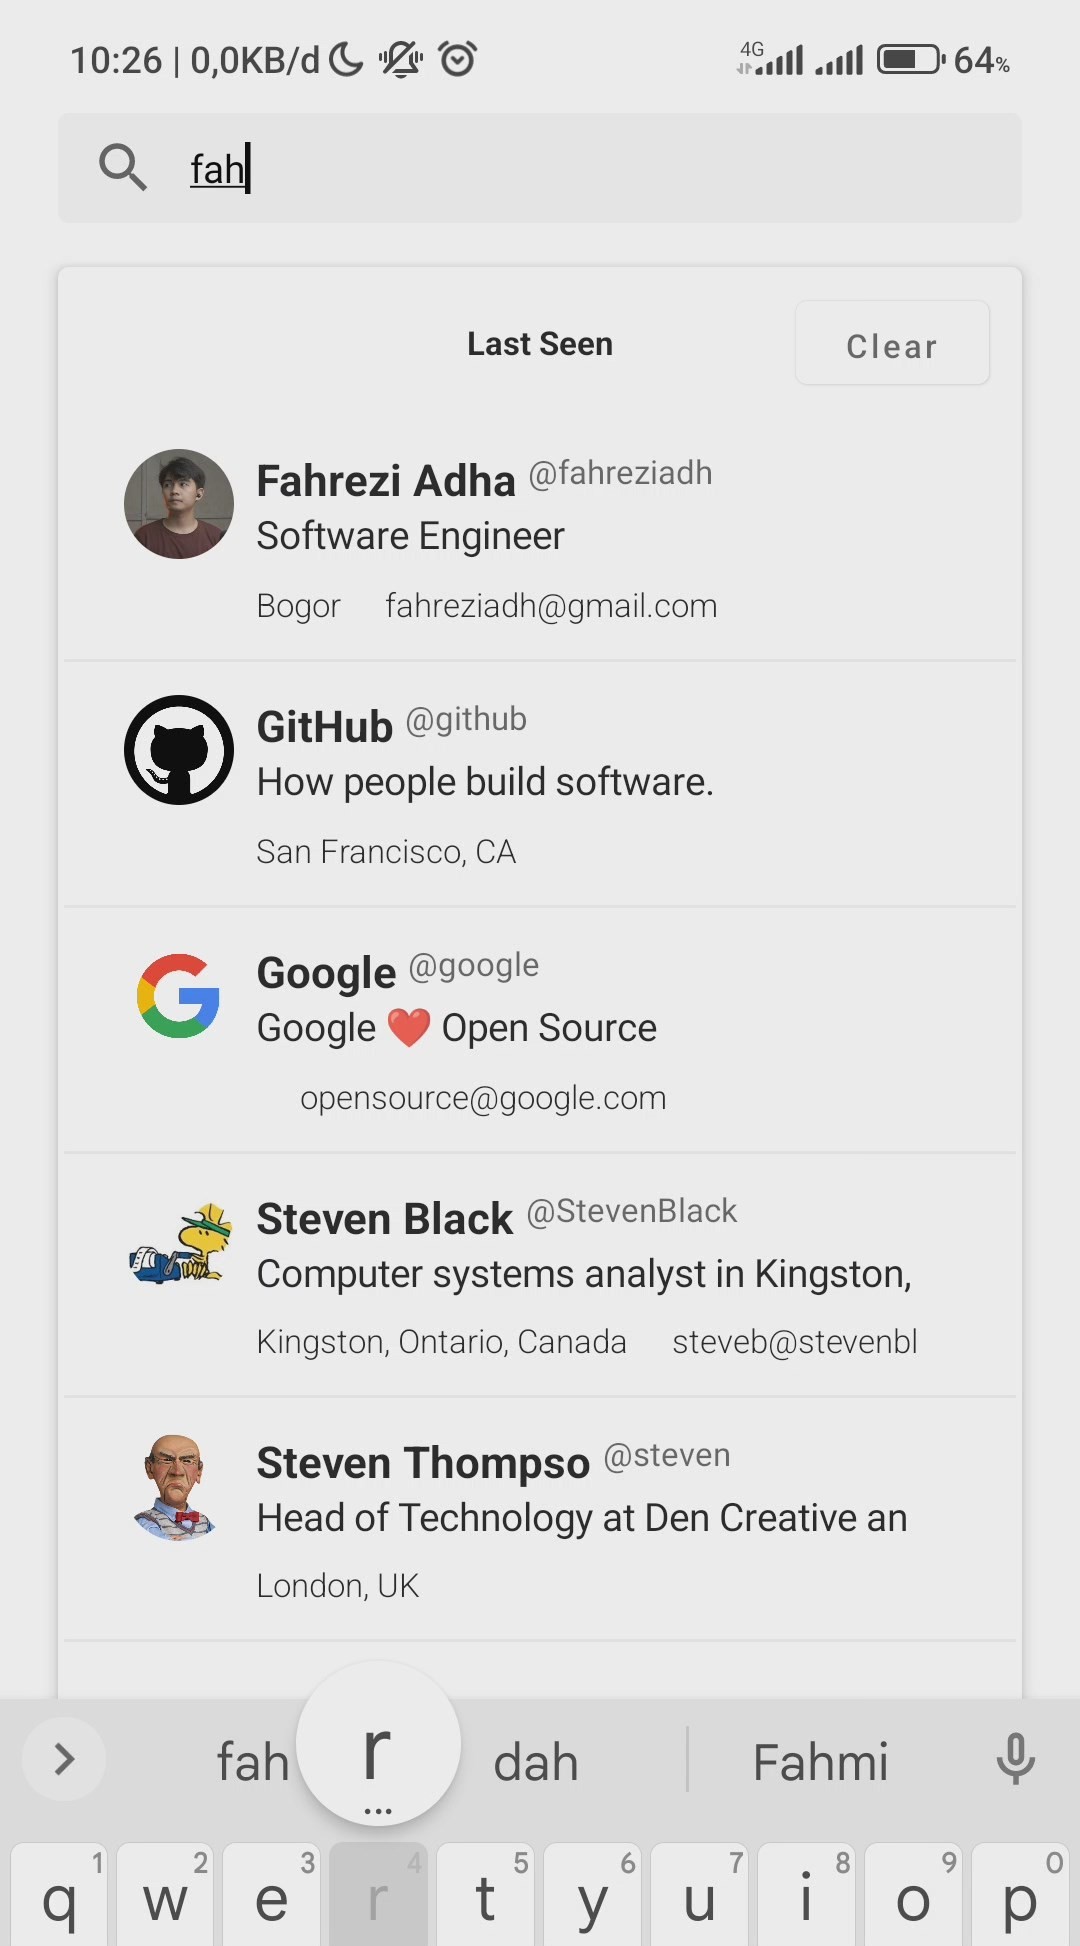 10:26 | 0,0KB/d 4G 64%
fah
Last Seen Clear
Fahrezi Adha @fahreziadh
Software Engineer
Bogor fahreziadh@gmail.com
GitHub @github
How people build software.
San Francisco, CA
Google @google
Google ❤️ Open Source
opensource@google.com
Steven Black @StevenBlack
Computer systems analyst in Kingston,
Kingston, Ontario, Canada steveb@stevenbl
Steven Thompso @steven
Head of Technology at Den Creative an
London, UK
fah r dah Fahmi
...
1 2 3 4 5 6 7 8 9 0
q w e r t y u i o p